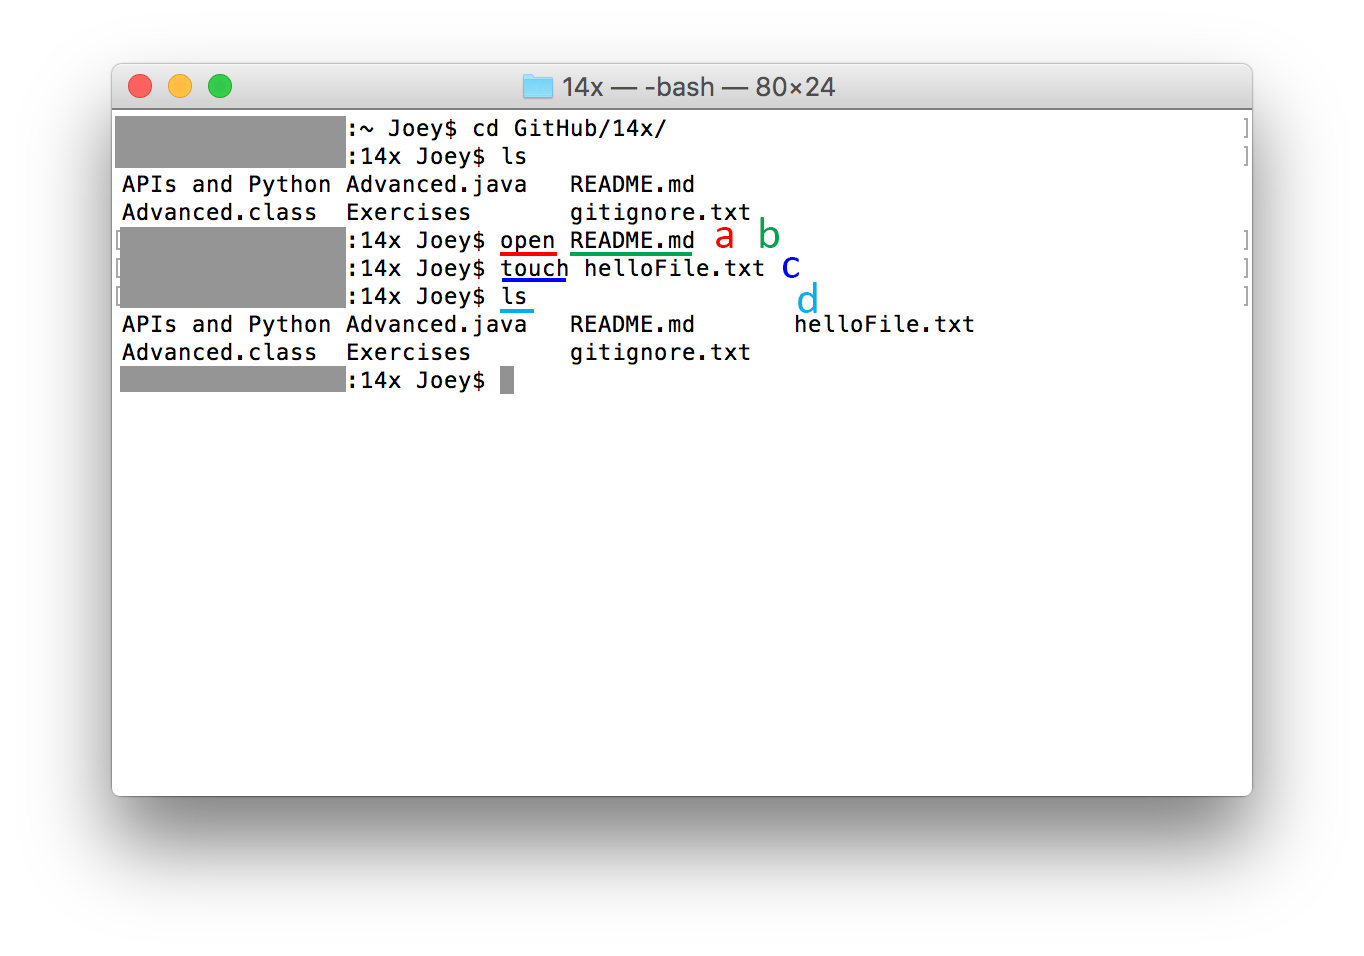 14x — -bash — 80×24
:~ Joey$ cd GitHub/14x/
:14x Joey$ ls
APIs and Python Advanced.java README.md
Advanced.class Exercises gitignore.txt
:14x Joey$ open README.md a b
:14x Joey$ touch helloFile.txt c
:14x Joey$ ls d
APIs and Python Advanced.java README.md helloFile.txt
Advanced.class Exercises gitignore.txt
:14x Joey$